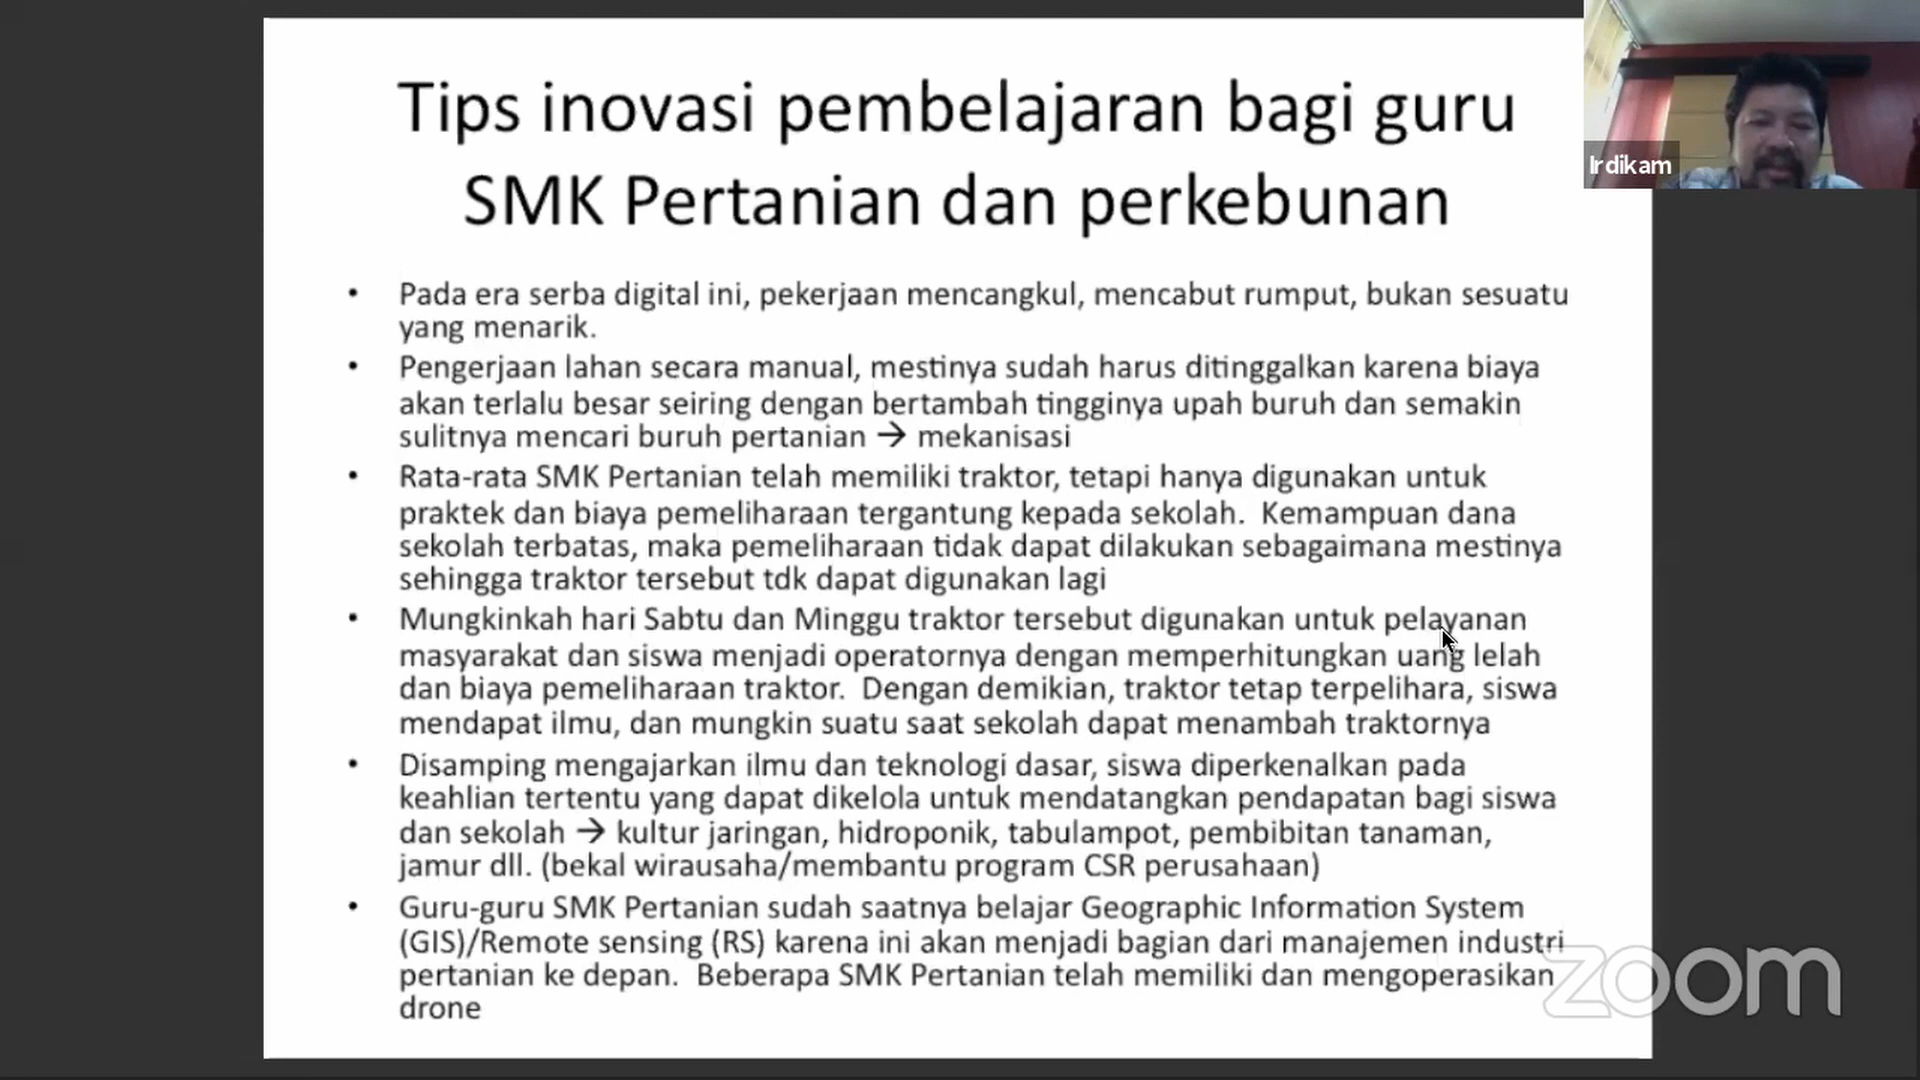 Tips inovasi pembelajaran bagi guru
SMK Pertanian dan perkebunan
Irdikam
• Pada era serba digital ini, pekerjaan mencangkul, mencabut rumput, bukan sesuatu
yang menarik.
• Pengerjaan lahan secara manual, mestinya sudah harus ditinggalkan karena biaya
akan terlalu besar seiring dengan bertambah tingginya upah buruh dan semakin
sulitnya mencari buruh pertanian → mekanisasi
• Rata-rata SMK Pertanian telah memiliki traktor, tetapi hanya digunakan untuk
praktek dan biaya pemeliharaan tergantung kepada sekolah. Kemampuan dana
sekolah terbatas, maka pemeliharaan tidak dapat dilakukan sebagaimana mestinya
sehingga traktor tersebut tdk dapat digunakan lagi
• Mungkinkah hari Sabtu dan Minggu traktor tersebut digunakan untuk pelayanan
masyarakat dan siswa menjadi operatornya dengan memperhitungkan uang lelah
dan biaya pemeliharaan traktor. Dengan demikian, traktor tetap terpelihara, siswa
mendapat ilmu, dan mungkin suatu saat sekolah dapat menambah traktornya
• Disamping mengajarkan ilmu dan teknologi dasar, siswa diperkenalkan pada
keahlian tertentu yang dapat dikelola untuk mendatangkan pendapatan bagi siswa
dan sekolah → kultur jaringan, hidroponik, tabulampot, pembibitan tanaman,
jamur dll. (bekal wirausaha/membantu program CSR perusahaan)
• Guru-guru SMK Pertanian sudah saatnya belajar Geographic Information System
(GIS)/Remote sensing (RS) karena ini akan menjadi bagian dari manajemen industri
pertanian ke depan. Beberapa SMK Pertanian telah memiliki dan mengoperasikan
drone
zoom